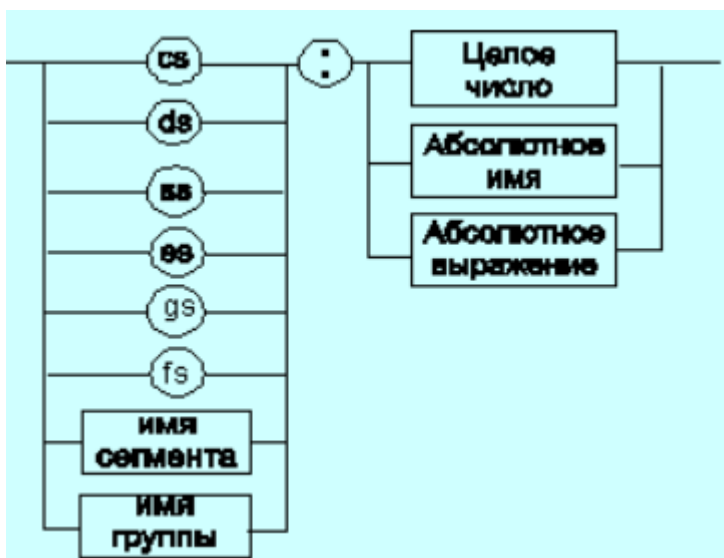 cs
:
Целое
число
ds
Абсолютное
имя
ss
Абсолютное
выражение
es
gs
fs
имя
сегмента
имя
группы